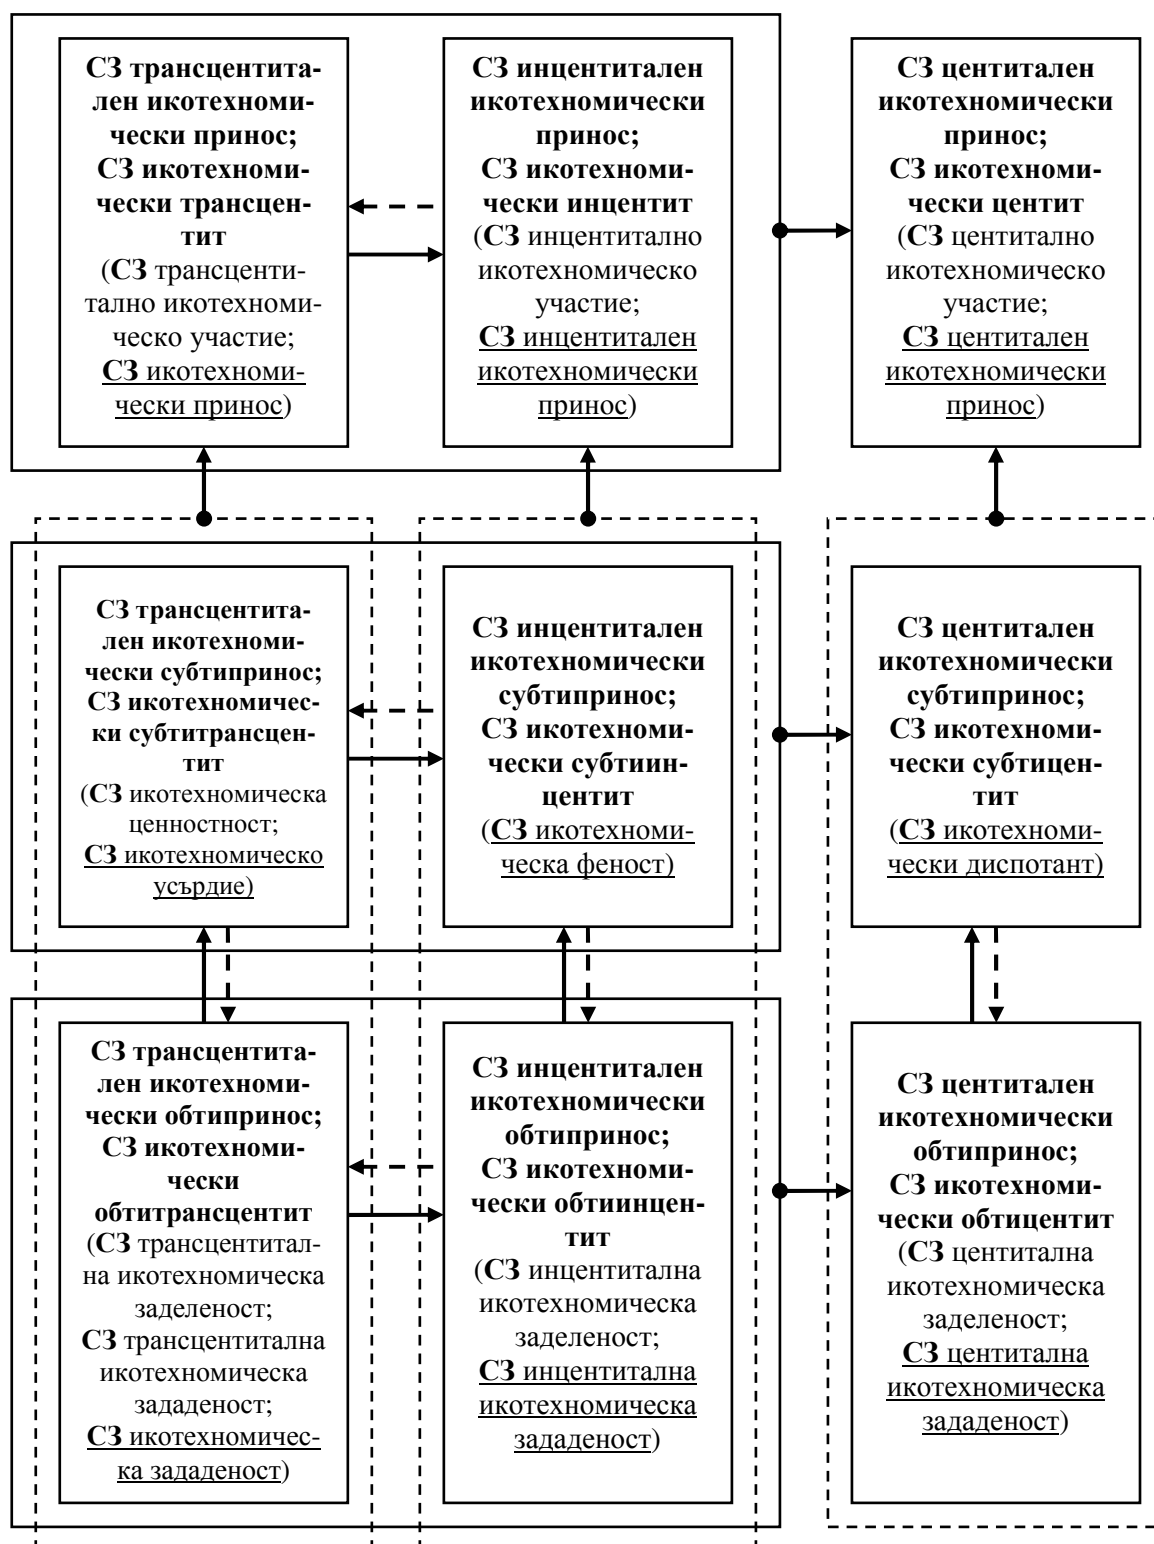 СЗ трансцентита-
лен икотехноми-
чески принос;
СЗ икотехноми-
чески трансцен-
тит
(СЗ трансценти-
тално икотехноми-
ческо участие;
СЗ икотехноми-
чески принос)
СЗ инцентитален
икотехномически
принос;
СЗ икотехноми-
чески инцентит
(СЗ инцентитално
икотехномическо
участие;
СЗ инцентитален
икотехномически
принос)
СЗ центитален
икотехномически
принос;
СЗ икотехноми-
чески центит
(СЗ центитално
икотехномическо
участие;
СЗ центитален
икотехномически
принос)
СЗ трансцентита-
лен икотехноми-
чески субтипринос;
СЗ икотехномичес-
ки субтитрансцен-
тит
(СЗ икотехномическа
ценностност;
СЗ икотехномическо
усърдие)
СЗ инцентитален
икотехномически
субтипринос;
СЗ икотехноми-
чески субтиин-
центит
(СЗ икотехноми-
ческа феност)
СЗ центитален
икотехномически
субтипринос;
СЗ икотехноми-
чески субтицен-
тит
(СЗ икотехноми-
чески диспотант)
СЗ трансцентита-
лен икотехноми-
чески обтипринос;
СЗ икотехноми-
чески
обтитрансцентит
(СЗ трансцентитал-
на икотехномическа
заделеност;
СЗ трансцентитална
икотехномическа
зададеност;
СЗ икотехномичес-
ка зададеност)
СЗ инцентитален
икотехномически
обтипринос;
СЗ икотехноми-
чески обтиинцен-
тит
(СЗ инцентитална
икотехномическа
заделеност;
СЗ инцентитална
икотехномическа
зададеност)
СЗ центитален
икотехномически
обтипринос;
СЗ икотехноми-
чески обтицентит
(СЗ центитална
икотехномическа
заделеност;
СЗ центитална
икотехномическа
зададеност)